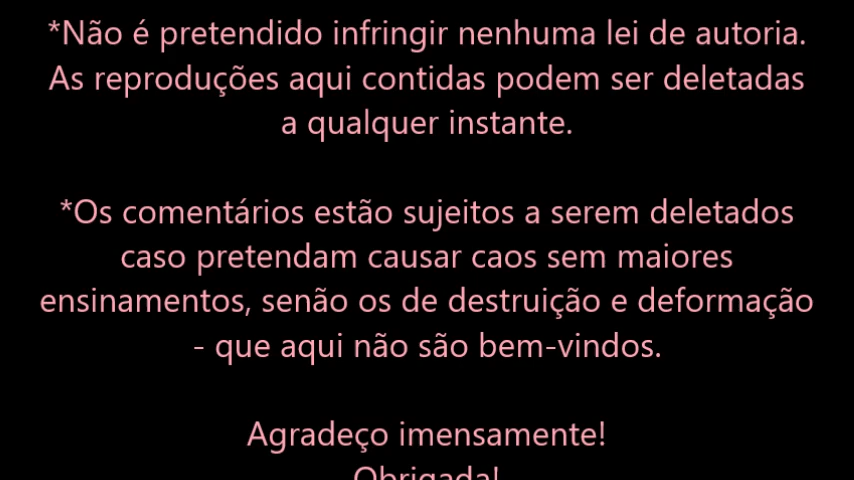 *Não é pretendido infringir nenhuma lei de autoria.
As reproduções aqui contidas podem ser deletadas
a qualquer instante.
*Os comentários estão sujeitos a serem deletados
caso pretendam causar caos sem maiores
ensinamentos, senão os de destruição e deformação
- que aqui não são bem-vindos.
Agradeço imensamente!
Obrigada!